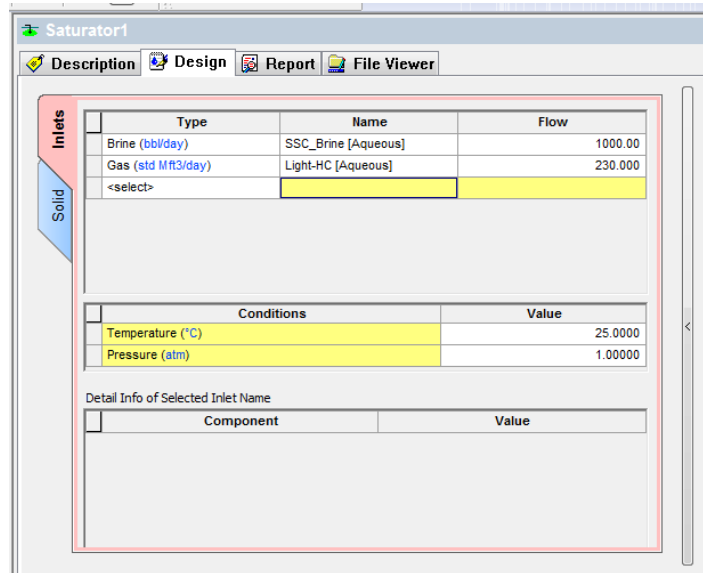 Saturator1
Description Design Report File Viewer
Inlets
Solid
Type Name Flow
Brine (bbl/day) SSC_Brine [Aqueous] 1000.00
Gas (std Mft3/day) Light-HC [Aqueous] 230.000
<select>
Conditions Value
Temperature (°C) 25.0000
Pressure (atm) 1.00000
Detail Info of Selected Inlet Name
Component Value